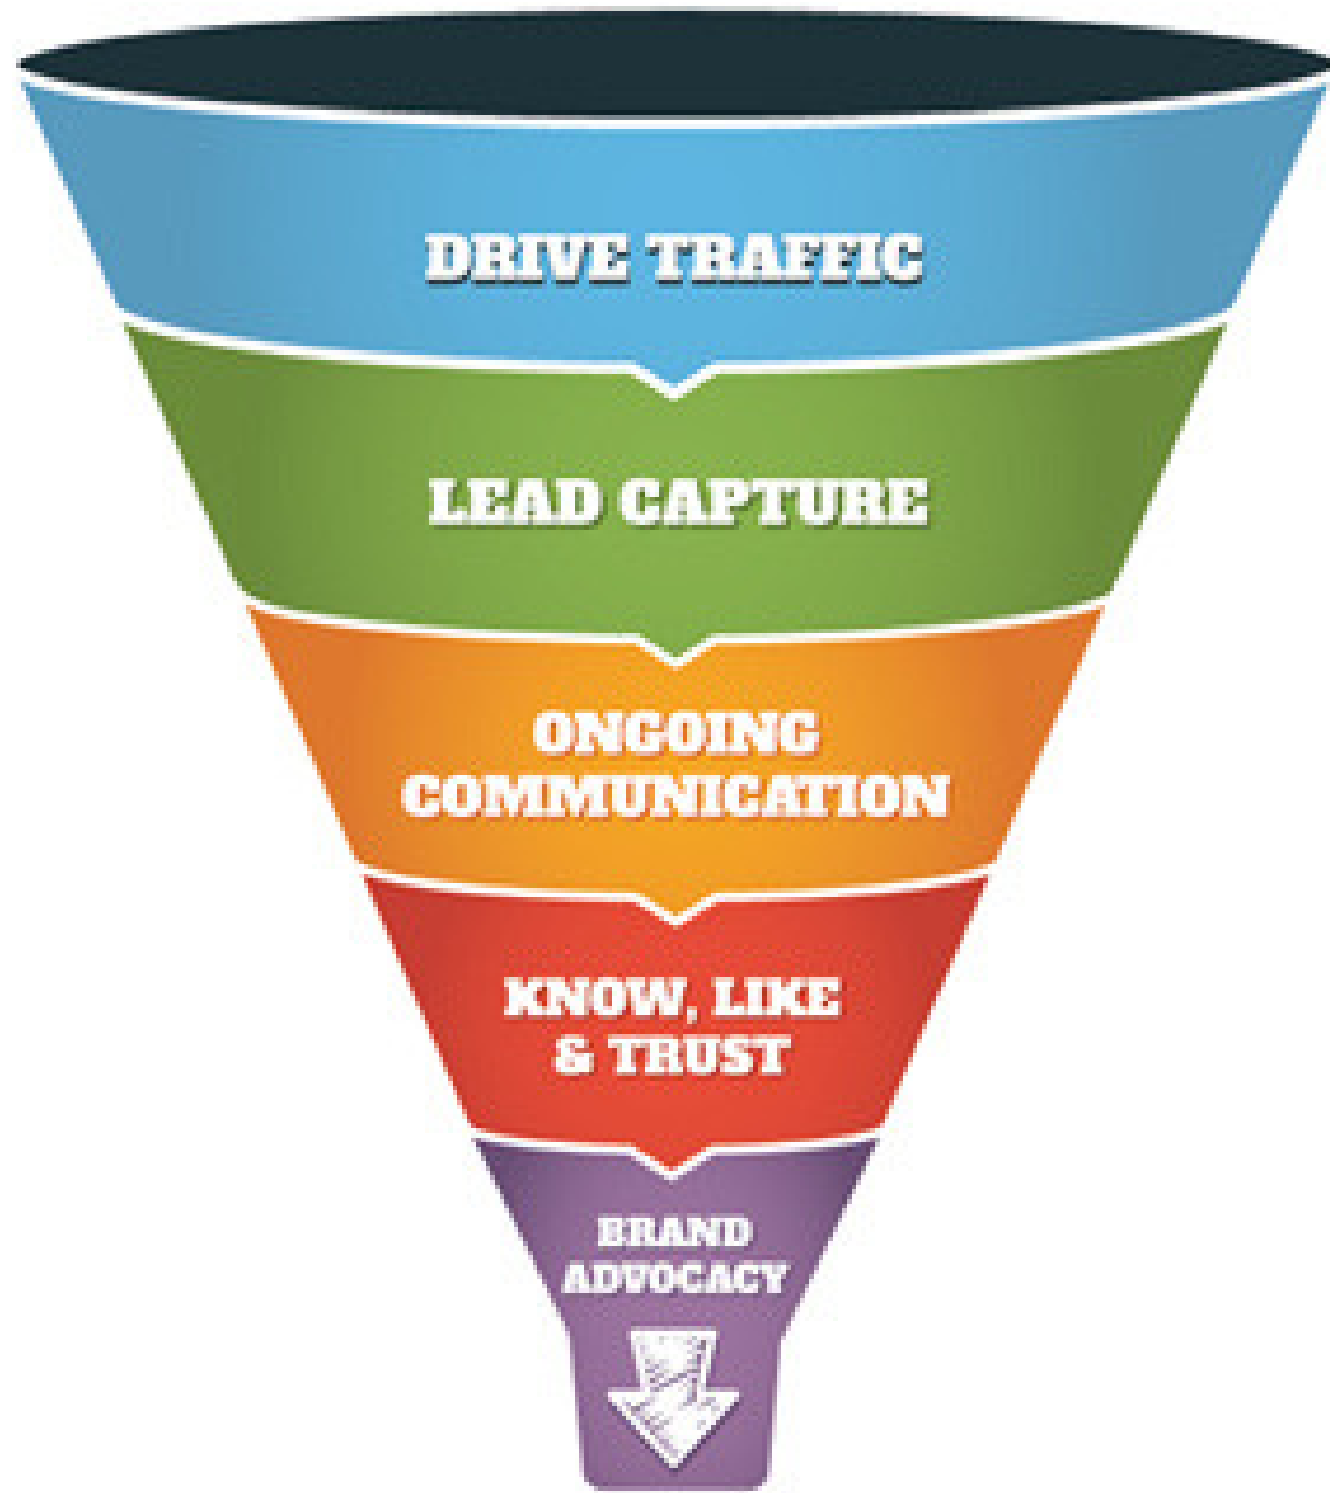 DRIVE TRAFFIC
LEAD CAPTURE
ONGOING
COMMUNICATION
KNOW, LIKE
& TRUST
BRAND
ADVOCACY